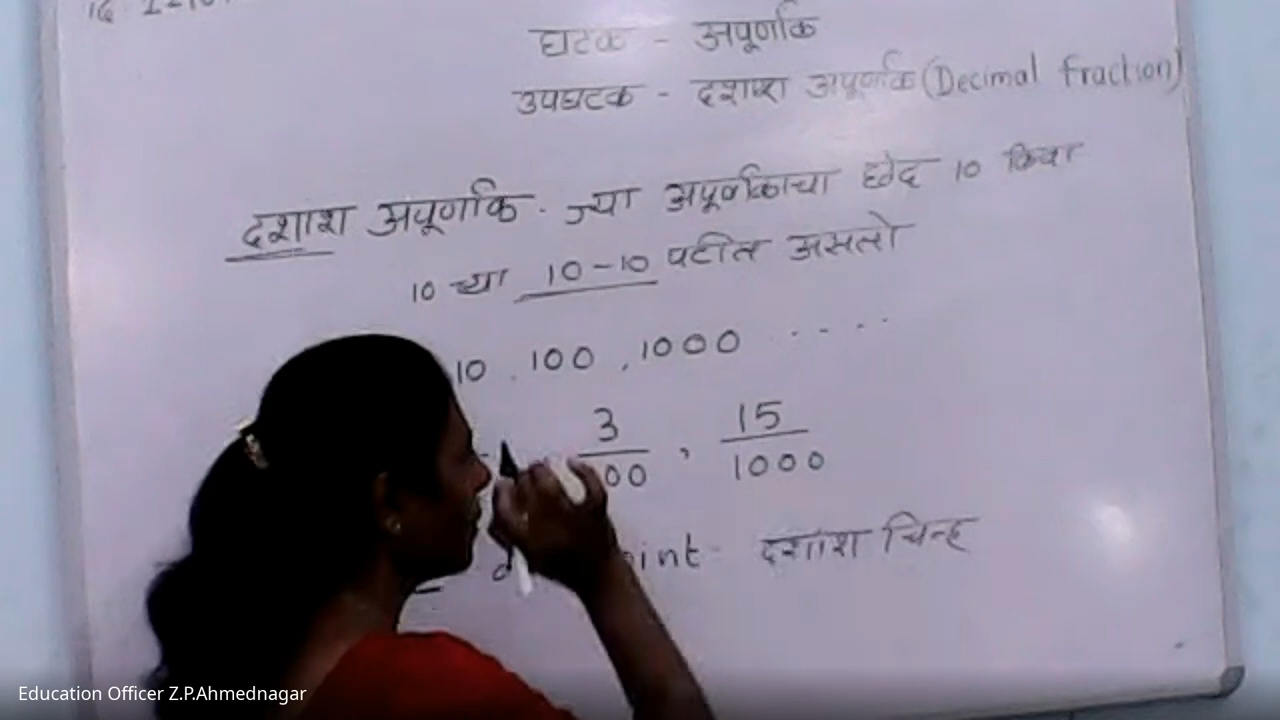 घटक - अपूर्णांक
उपघटक - दशांश अपूर्णांक (Decimal fraction)
दशांश अपूर्णांक - ज्या अपूर्णांकाचा छेद 10 किंवा
10 च्या 10-10 पटीत असतो
10, 100, 1000 ....
3/100, 15/1000
दशांश चिन्ह
Education Officer Z.P.Ahmednagar